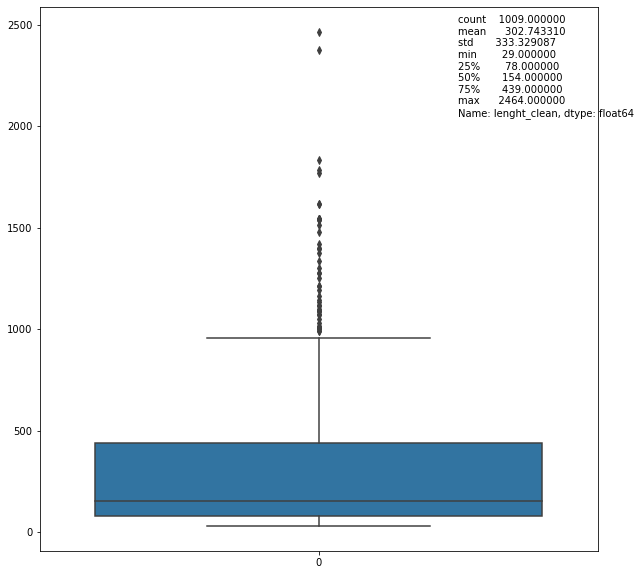 2500
count 1009.000000
mean 302.743310
std 333.329087
min 29.000000
25% 78.000000
50% 154.000000
75% 439.000000
max 2464.000000
Name: lenght_clean, dtype: float64
2000
1500
1000
500
0
0